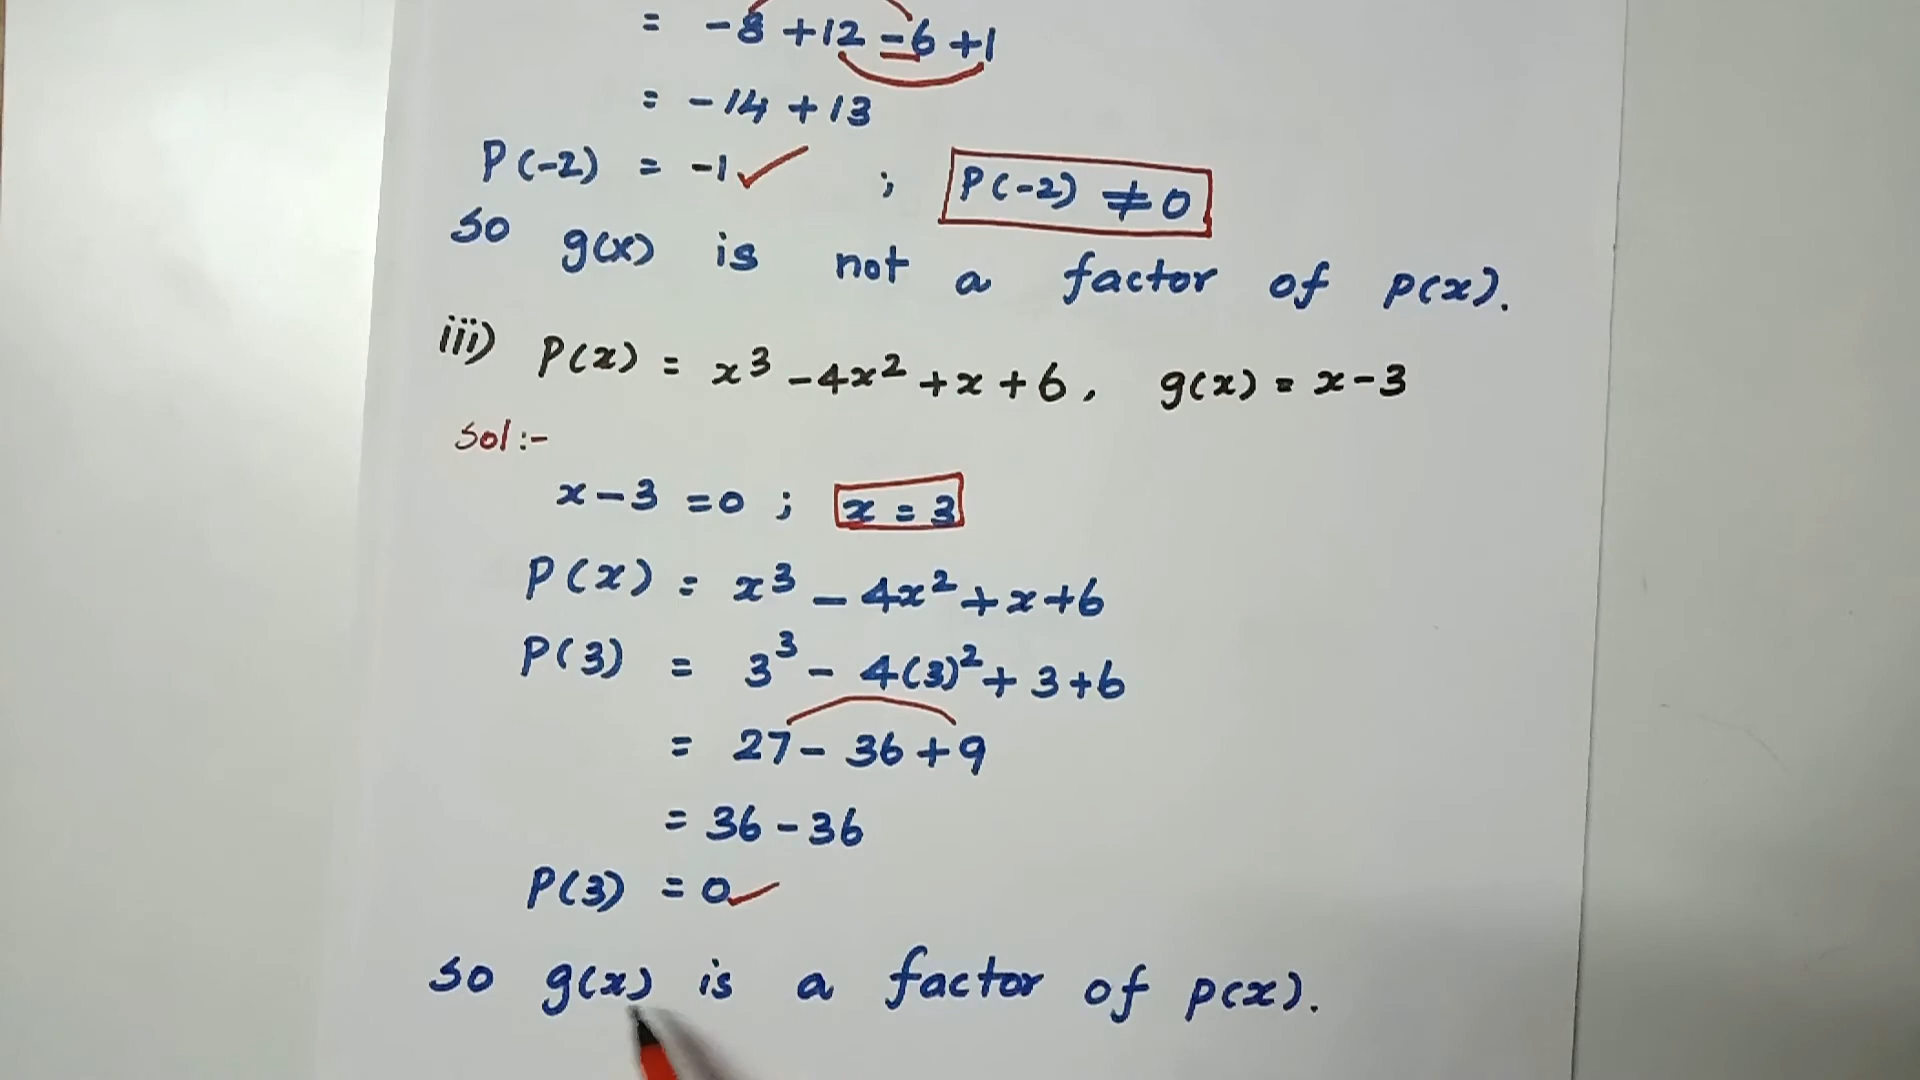 = -8 +12 -6 +1
= -14 +13
P(-2) = -1 ✓ ; P(-2) ≠ 0
So g(x) is not a factor of P(x).
iii) P(x) = x³ - 4x² + x + 6, g(x) = x - 3
Sol :-
x - 3 = 0 ; x = 3
P(x) = x³ - 4x² + x + 6
P(3) = 3³ - 4(3)² + 3 + 6
= 27 - 36 + 9
= 36 - 36
P(3) = 0 ✓
So g(x) is a factor of P(x).